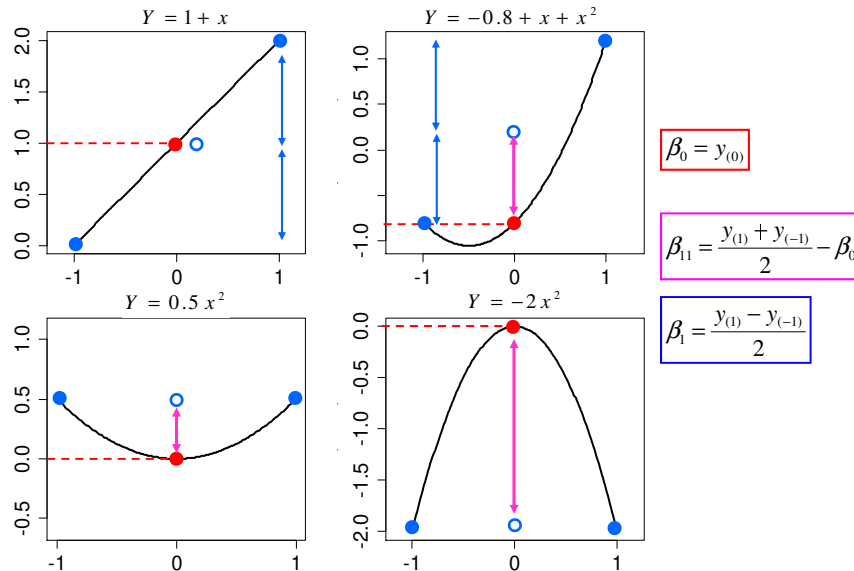 Y = 1 + x
2.0
1.5
1.0
0.5
0.0
-1 0 1
Y = −0.8 + x + x²
1.0
0.5
0.0
-1.0
-1 0 1
β₀ = y₍₀₎
β₁₁ = (y₍₁₎ + y₍₋₁₎)/2 − β₀
β₁ = (y₍₁₎ − y₍₋₁₎)/2
Y = 0.5 x²
1.0
0.5
0.0
-0.5
-1 0 1
Y = −2 x²
0.0
-0.5
-1.0
-1.5
-2.0
-1 0 1